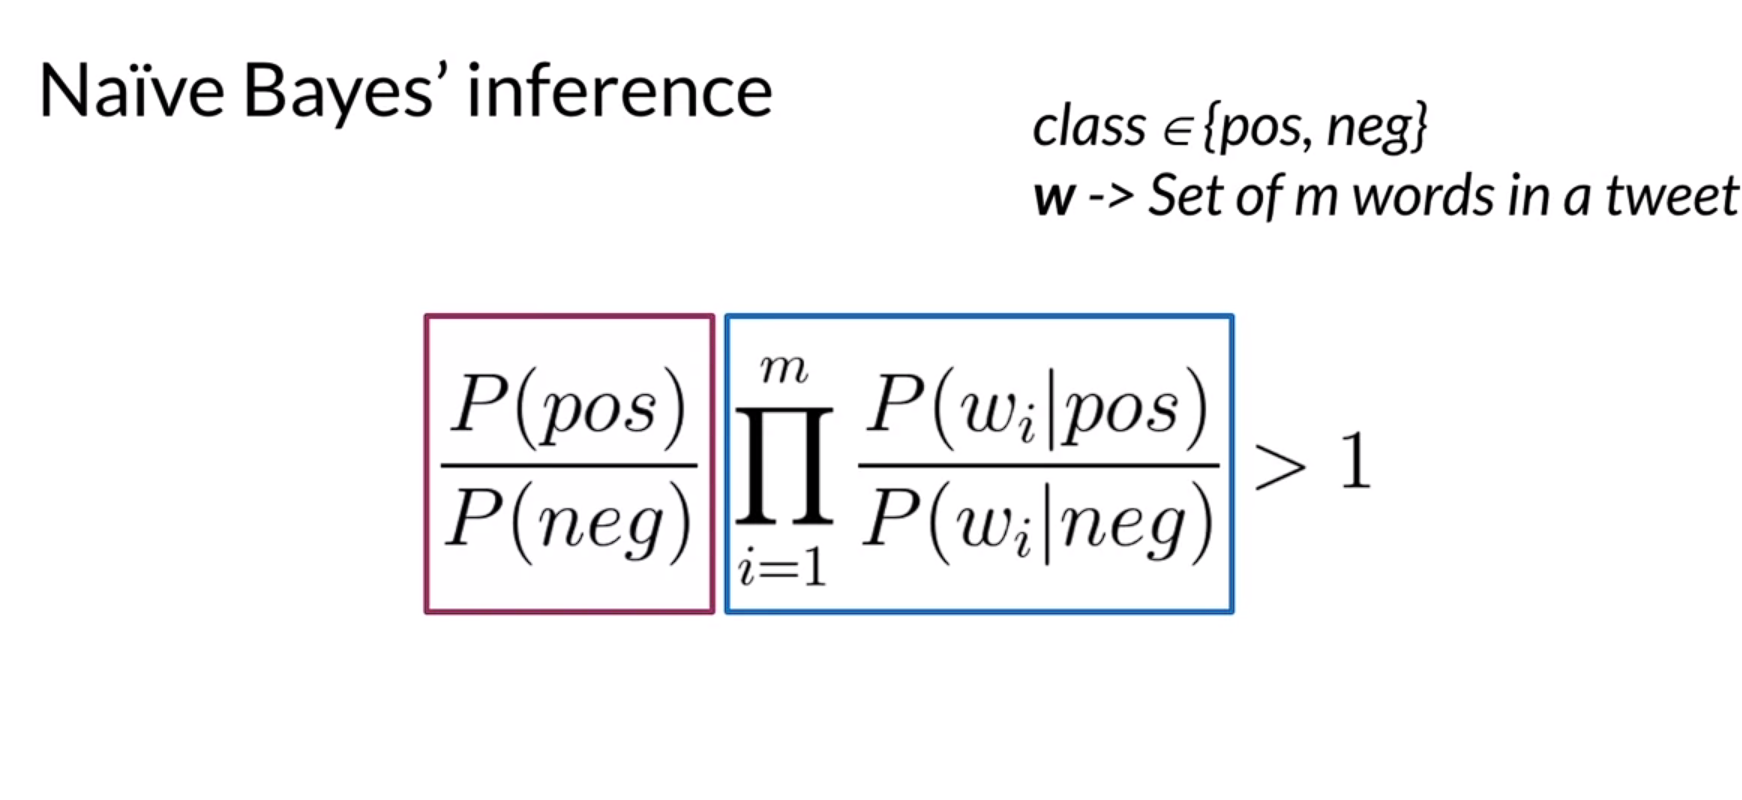 Naïve Bayes’ inference
class ∈ {pos, neg}
w -> Set of m words in a tweet
\frac{P(pos)}{P(neg)} \prod_{i=1}^{m} \frac{P(w_i|pos)}{P(w_i|neg)} > 1